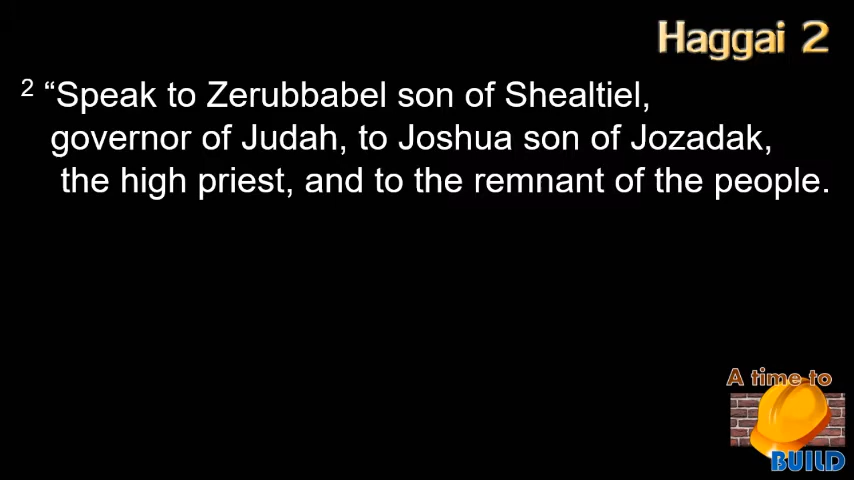 Haggai 2
2 “Speak to Zerubbabel son of Shealtiel,
governor of Judah, to Joshua son of Jozadak,
the high priest, and to the remnant of the people.
A time to
BUILD